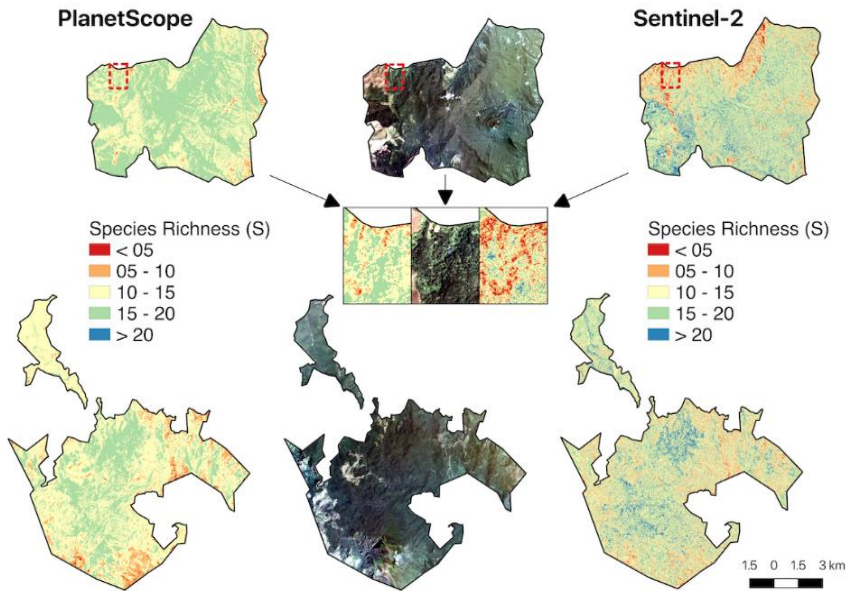 PlanetScope
Sentinel-2
Species Richness (S)
< 05
05 - 10
10 - 15
15 - 20
> 20
Species Richness (S)
< 05
05 - 10
10 - 15
15 - 20
> 20
1.5 0 1.5 3 km